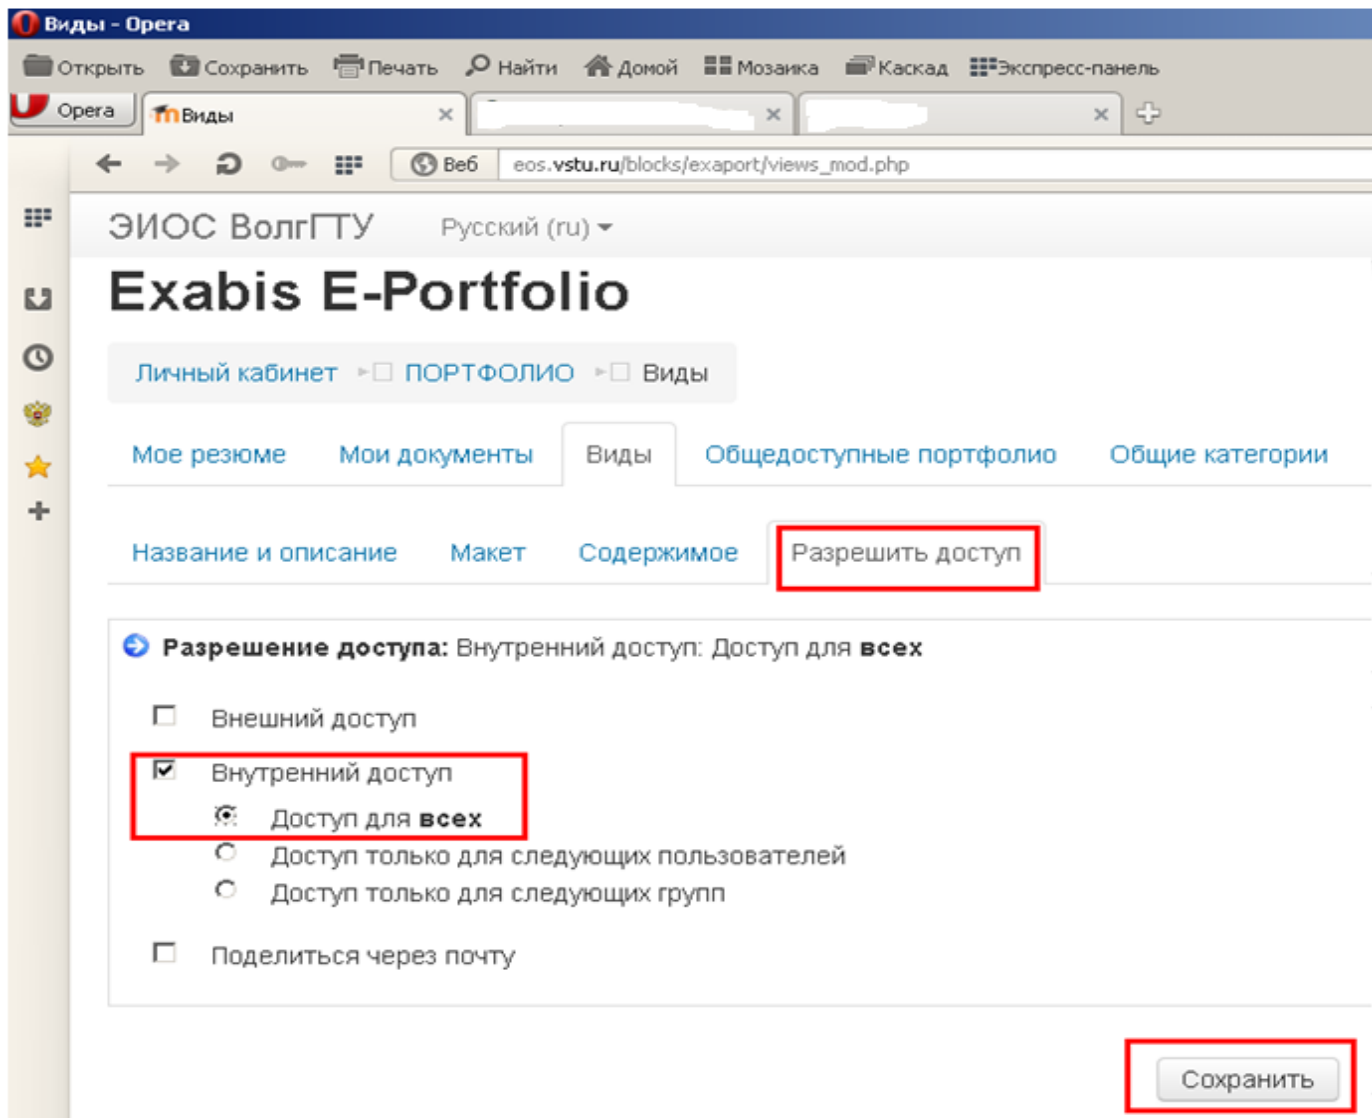 Виды - Opera
Открыть Сохранить Печать Найти Домой Мозаика Каскад Экспресс-панель
Opera Виды
Веб eos.vstu.ru/blocks/exaport/views_mod.php
ЭИОС ВолгГТУ Русский (ru)
Exabis E-Portfolio
Личный кабинет ПОРТФОЛИО Виды
Мое резюме Мои документы Виды Общедоступные портфолио Общие категории
Название и описание Макет Содержимое Разрешить доступ
Разрешение доступа: Внутренний доступ: Доступ для всех
Внешний доступ
Внутренний доступ
Доступ для всех
Доступ только для следующих пользователей
Доступ только для следующих групп
Поделиться через почту
Сохранить